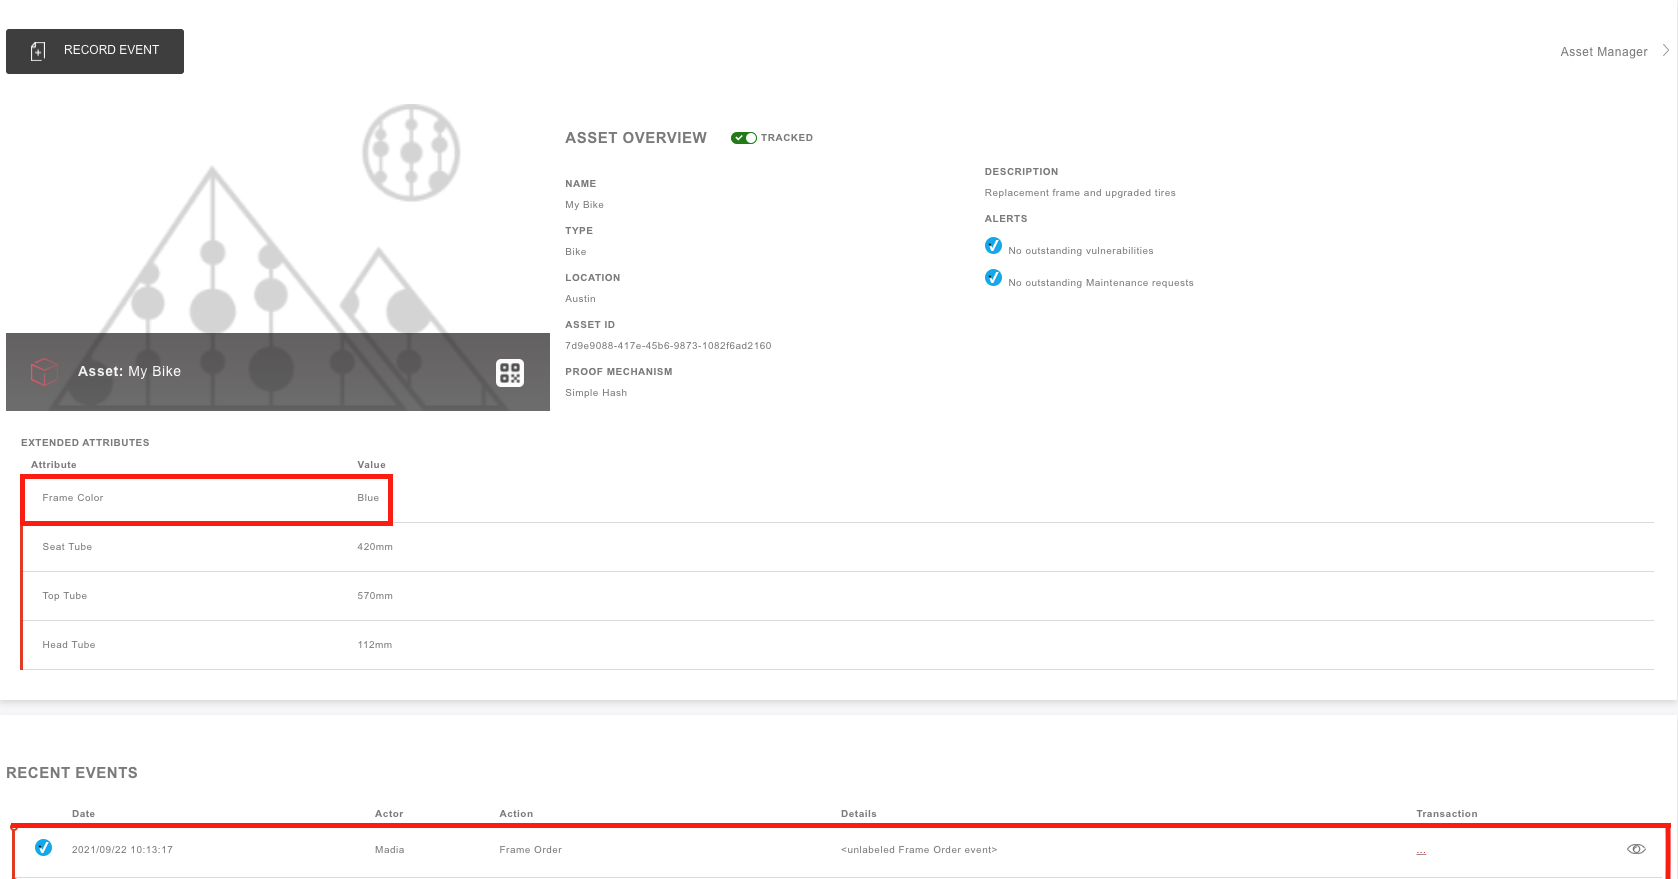 RECORD EVENT
Asset Manager
ASSET OVERVIEW TRACKED
NAME
My Bike
TYPE
Bike
LOCATION
Austin
ASSET ID
7d9e9088-417e-45b6-9873-1082f6ad2160
PROOF MECHANISM
Simple Hash
DESCRIPTION
Replacement frame and upgraded tires
ALERTS
No outstanding vulnerabilities
No outstanding Maintenance requests
Asset: My Bike
EXTENDED ATTRIBUTES
Attribute Value
Frame Color Blue
Seat Tube 420mm
Top Tube 570mm
Head Tube 112mm
RECENT EVENTS
Date Actor Action Details Transaction
2021/09/22 10:13:17 Madia Frame Order <unlabeled Frame Order event> ...